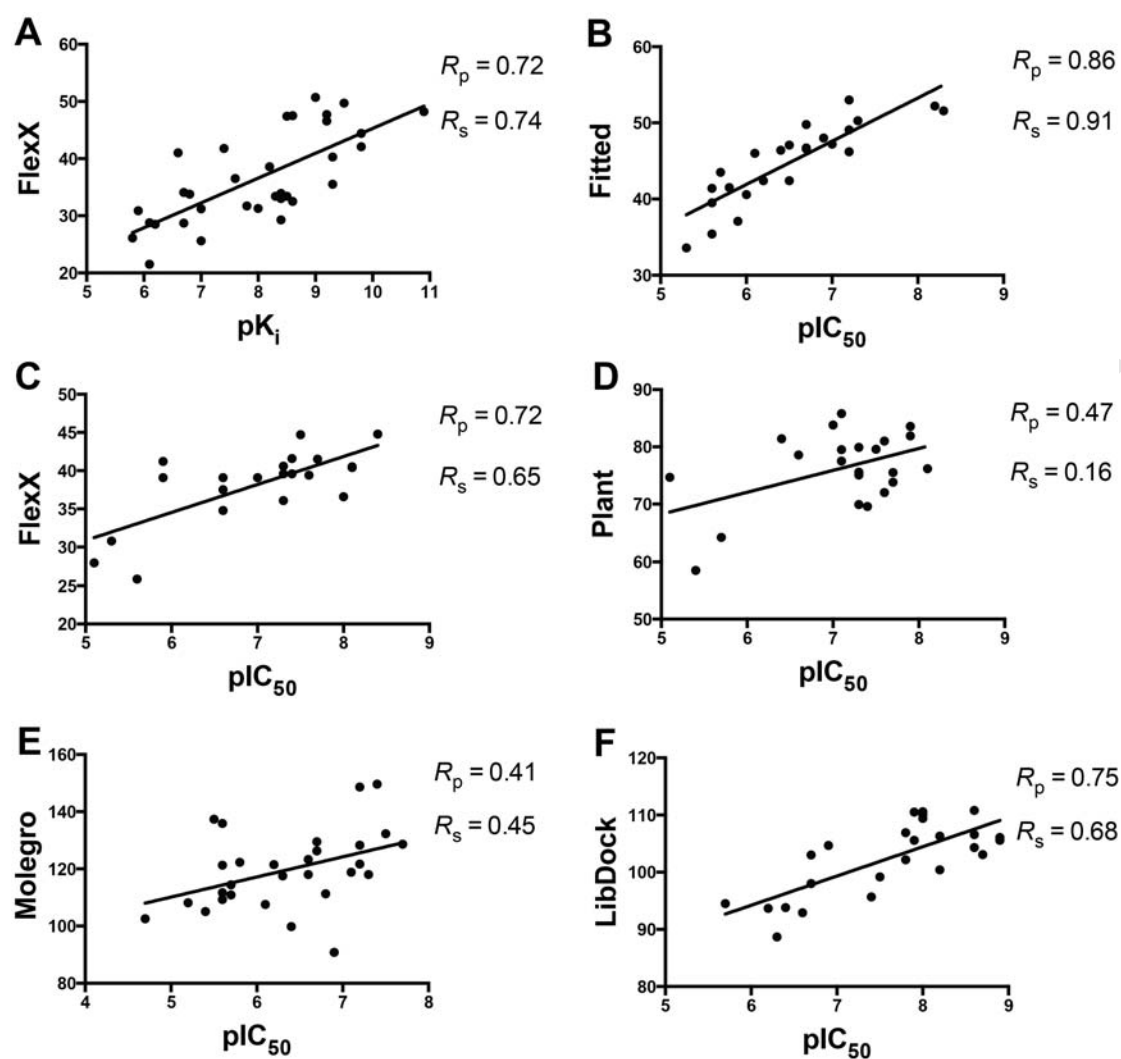 A
60
50
40
30
20
FlexX
5 6 7 8 9 10 11
pKi
Rp = 0.72
Rs = 0.74
B
60
50
40
30
Fitted
5 6 7 8 9
pIC50
Rp = 0.86
Rs = 0.91
C
50
45
40
35
30
25
20
FlexX
5 6 7 8 9
pIC50
Rp = 0.72
Rs = 0.65
D
90
80
70
60
50
Plant
5 6 7 8 9
pIC50
Rp = 0.47
Rs = 0.16
E
160
140
120
100
80
Molegro
4 5 6 7 8
pIC50
Rp = 0.41
Rs = 0.45
F
120
110
100
90
80
LibDock
5 6 7 8 9
pIC50
Rp = 0.75
Rs = 0.68